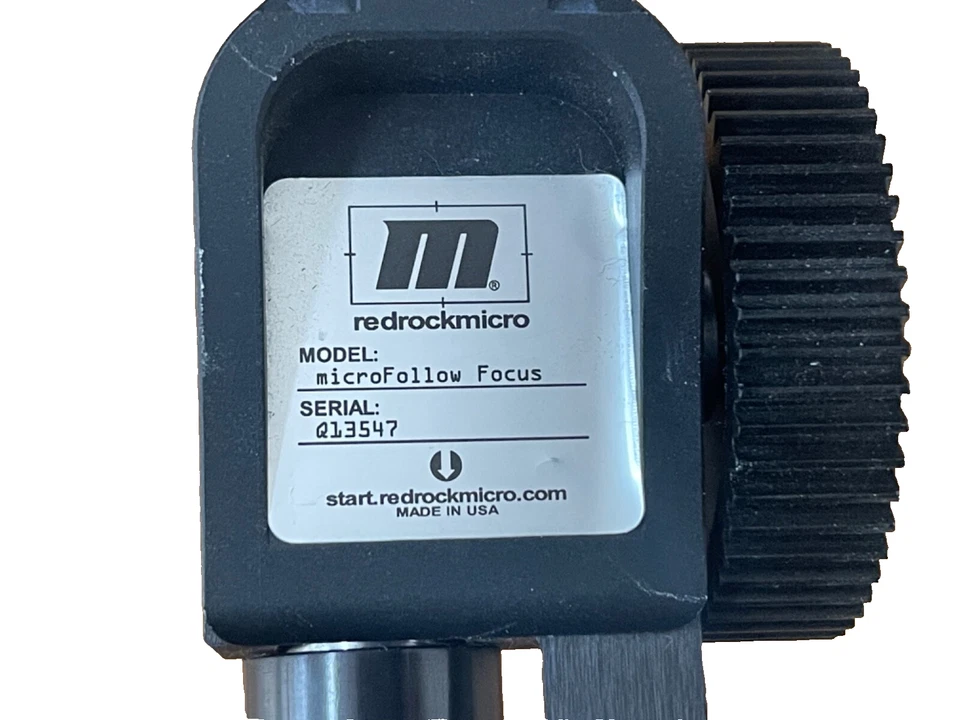 m®
redrockmicro
MODEL:
microFollow Focus
SERIAL:
Q13547
start.redrockmicro.com
MADE IN USA